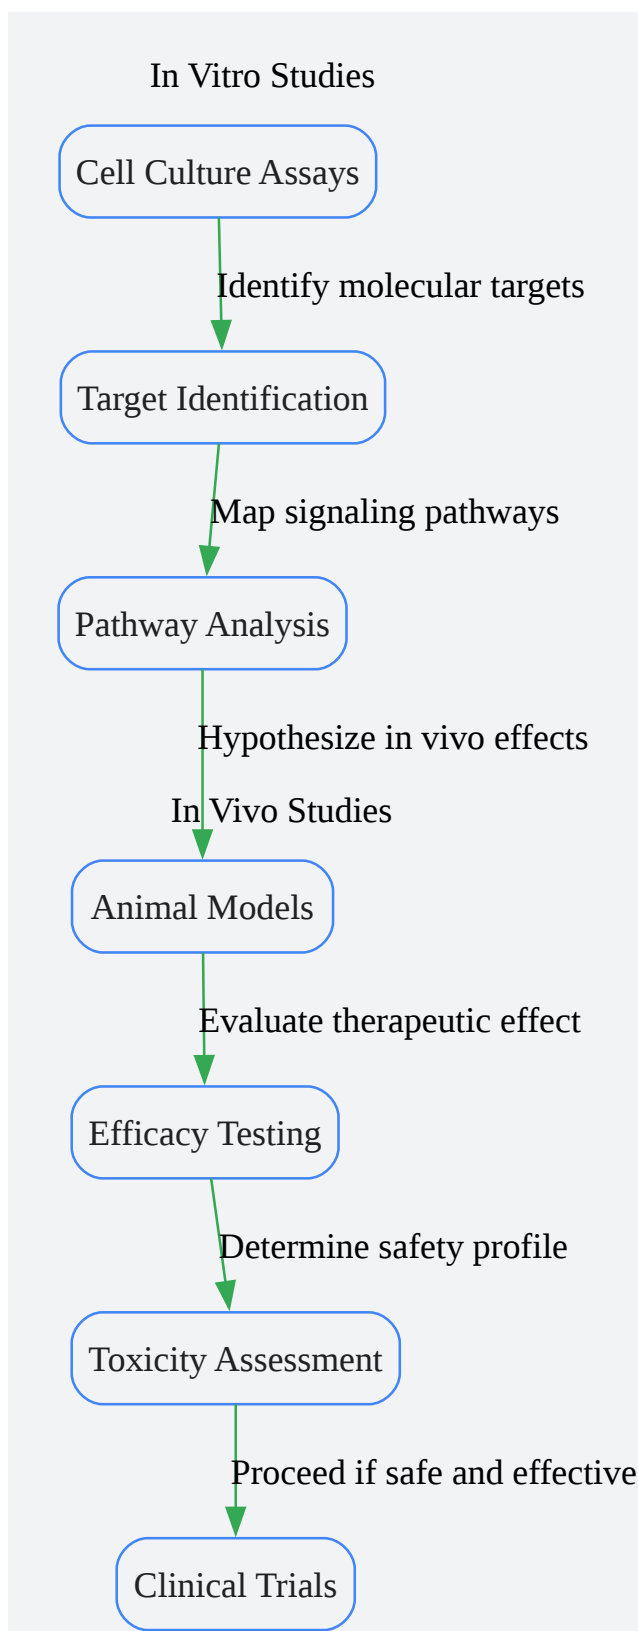 In Vitro Studies
Cell Culture Assays
Identify molecular targets
Target Identification
Map signaling pathways
Pathway Analysis
Hypothesize in vivo effects
In Vivo Studies
Animal Models
Evaluate therapeutic effect
Efficacy Testing
Determine safety profile
Toxicity Assessment
Proceed if safe and effective
Clinical Trials